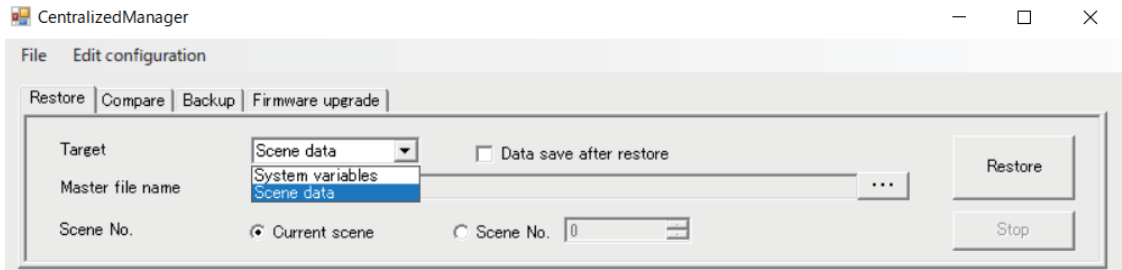 CentralizedManager
File Edit configuration
Restore Compare Backup Firmware upgrade
Target Scene data Data save after restore Restore
System variables
Master file name Scene data ...
Scene No. Current scene Scene No. 0 Stop